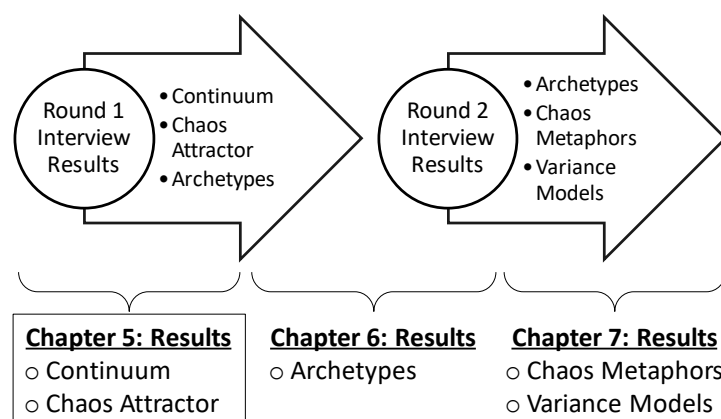 Round 1
Interview
Results
• Continuum
• Chaos
Attractor
• Archetypes
Round 2
Interview
Results
• Archetypes
• Chaos
Metaphors
• Variance
Models
Chapter 5: Results
○ Continuum
○ Chaos Attractor
Chapter 6: Results
○ Archetypes
Chapter 7: Results
○ Chaos Metaphors
○ Variance Models